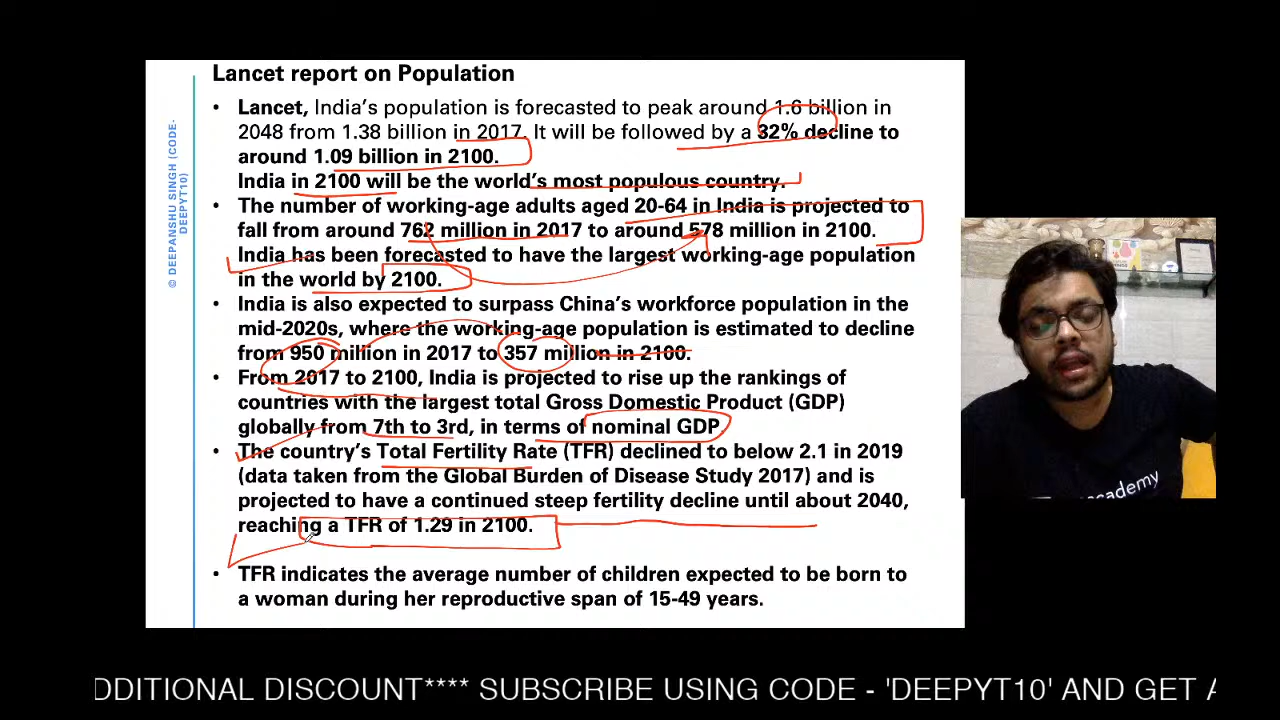 Lancet report on Population
• Lancet, India's population is forecasted to peak around 1.6 billion in
2048 from 1.38 billion in 2017. It will be followed by a 32% decline to
around 1.09 billion in 2100.
India in 2100 will be the world's most populous country.
• The number of working-age adults aged 20-64 in India is projected to
fall from around 762 million in 2017 to around 578 million in 2100.
India has been forecasted to have the largest working-age population
in the world by 2100.
• India is also expected to surpass China's workforce population in the
mid-2020s, where the working-age population is estimated to decline
from 950 million in 2017 to 357 million in 2100.
• From 2017 to 2100, India is projected to rise up the rankings of
countries with the largest total Gross Domestic Product (GDP)
globally from 7th to 3rd, in terms of nominal GDP
• The country's Total Fertility Rate (TFR) declined to below 2.1 in 2019
(data taken from the Global Burden of Disease Study 2017) and is
projected to have a continued steep fertility decline until about 2040,
reaching a TFR of 1.29 in 2100.
• TFR indicates the average number of children expected to be born to
a woman during her reproductive span of 15-49 years.
© DEEPANSHU SINGH (CODE-
DEEPYT10)
cademy
DDITIONAL DISCOUNT**** SUBSCRIBE USING CODE - 'DEEPYT10' AND GET A